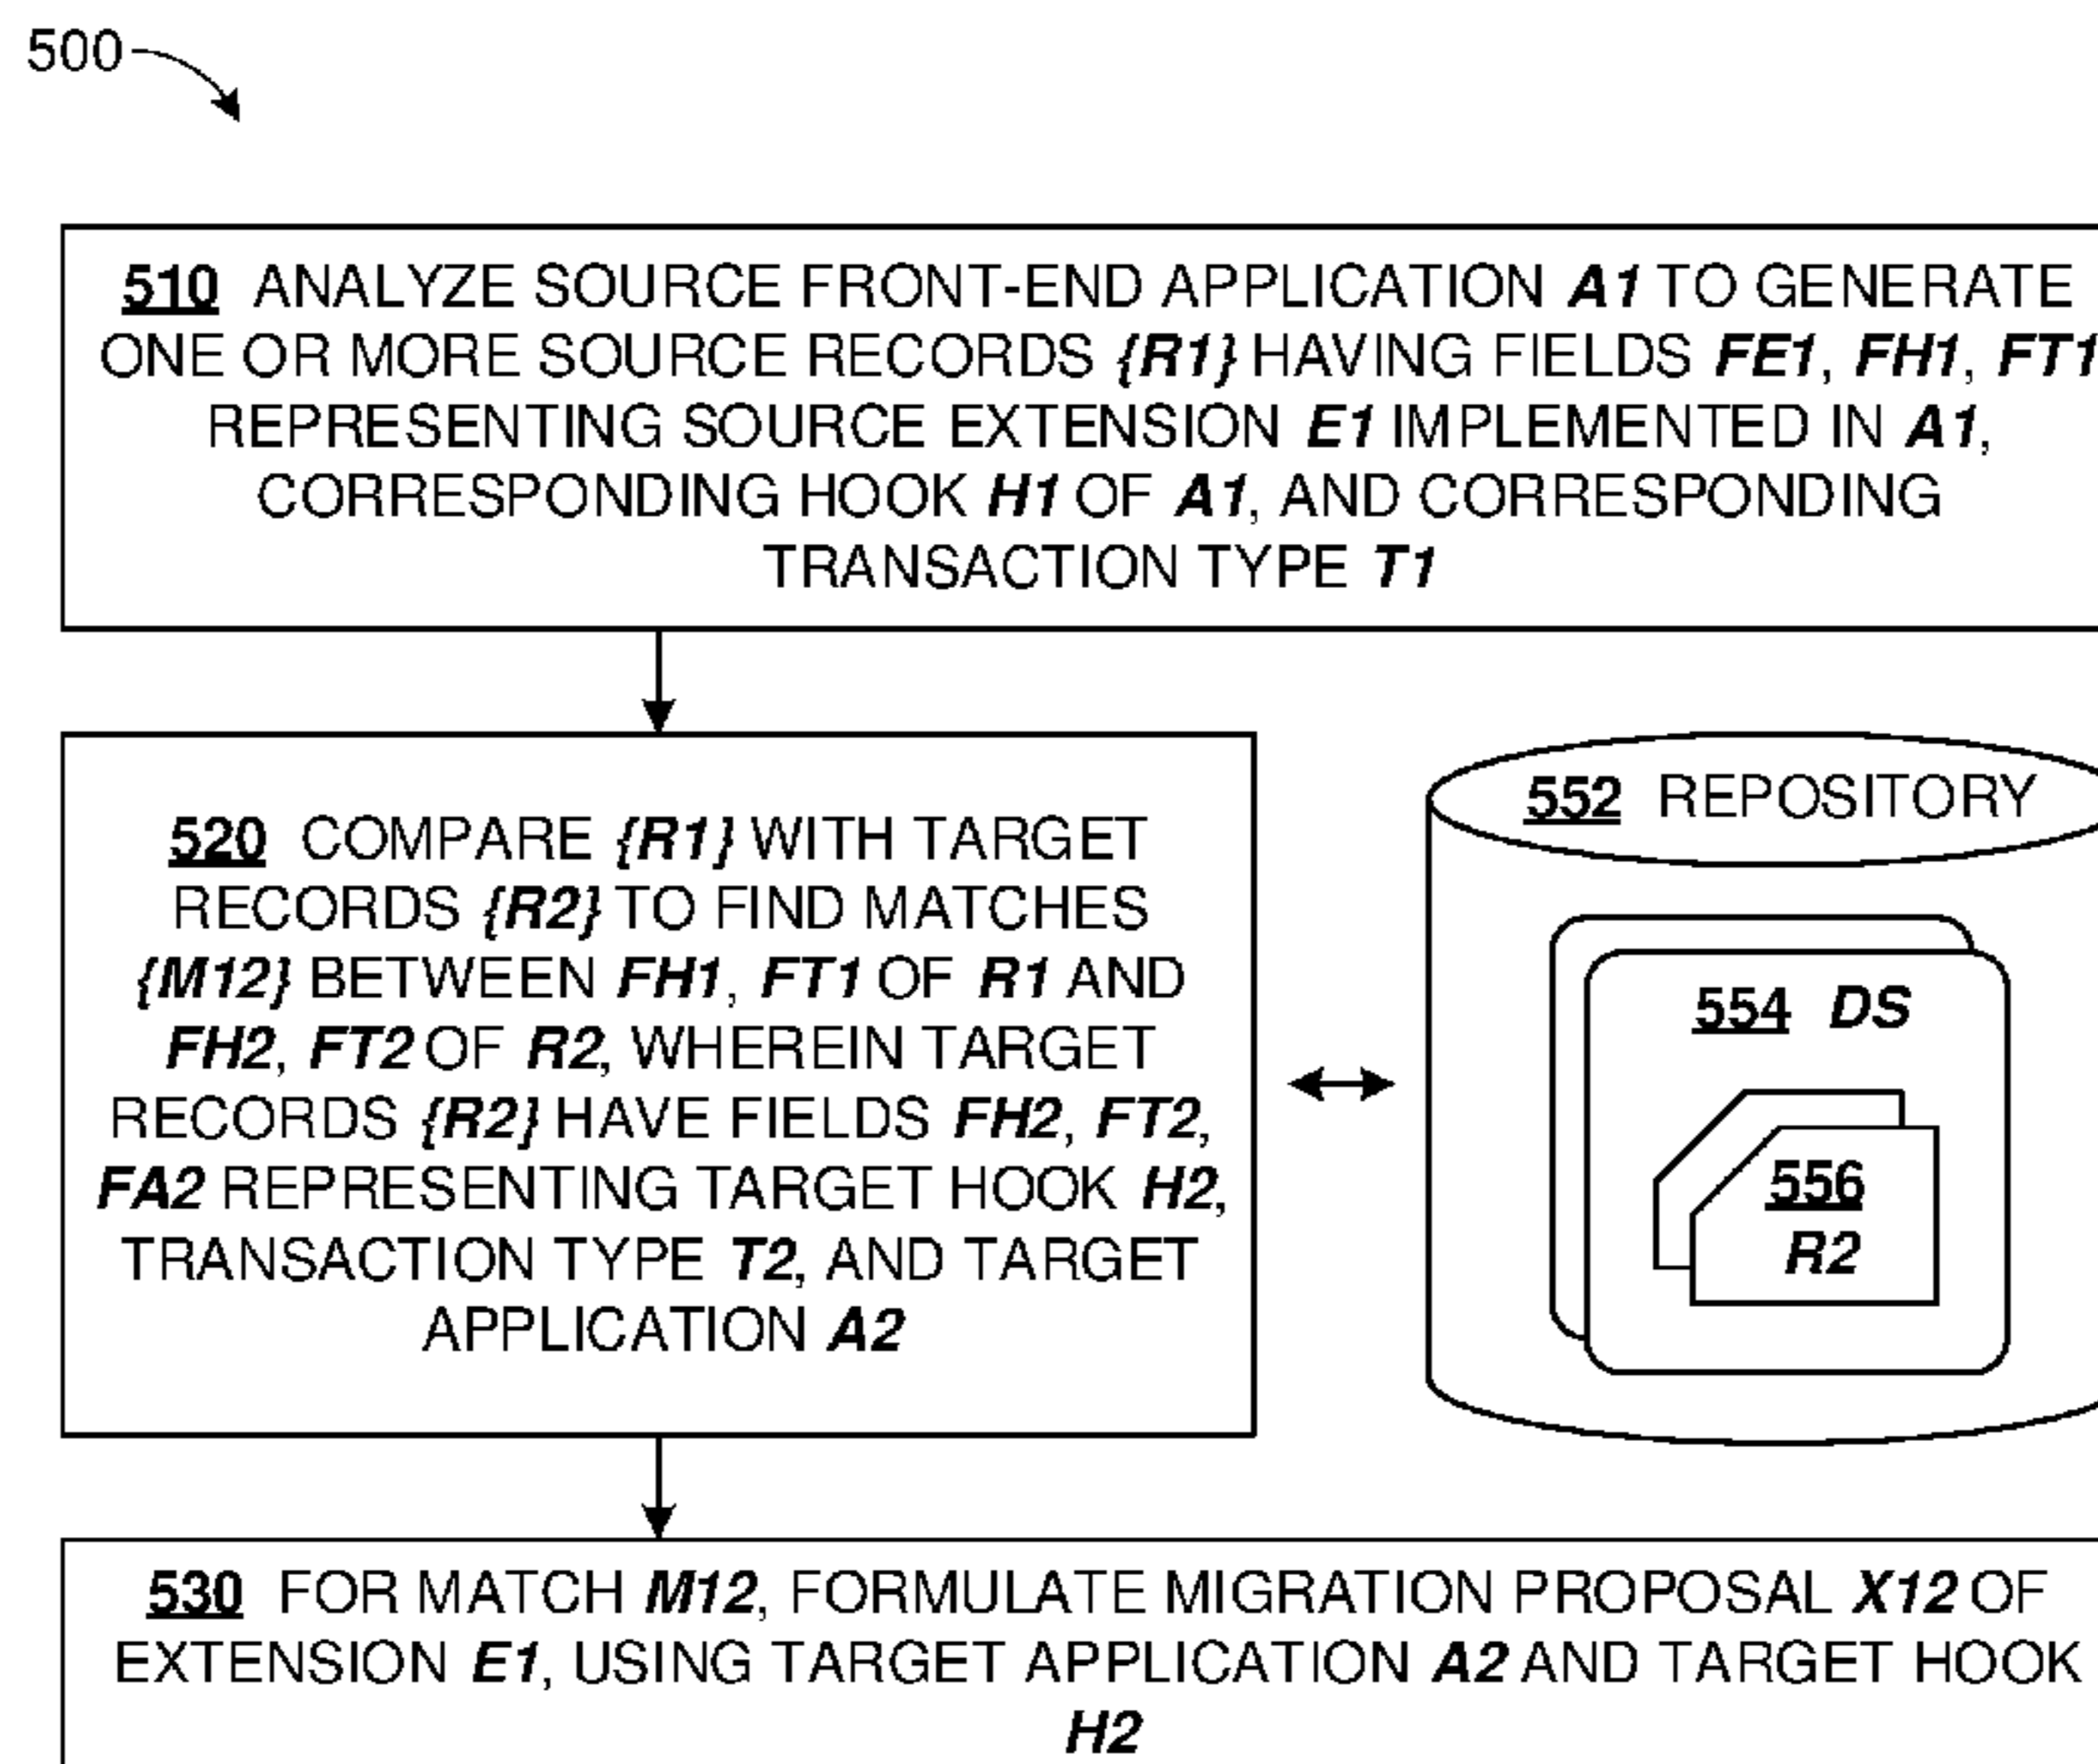 500
510 ANALYZE SOURCE FRONT-END APPLICATION A1 TO GENERATE
ONE OR MORE SOURCE RECORDS {R1} HAVING FIELDS FE1, FH1, FT1
REPRESENTING SOURCE EXTENSION E1 IMPLEMENTED IN A1,
CORRESPONDING HOOK H1 OF A1, AND CORRESPONDING
TRANSACTION TYPE T1
520 COMPARE {R1} WITH TARGET
RECORDS {R2} TO FIND MATCHES
{M12} BETWEEN FH1, FT1 OF R1 AND
FH2, FT2 OF R2, WHEREIN TARGET
RECORDS {R2} HAVE FIELDS FH2, FT2,
FA2 REPRESENTING TARGET HOOK H2,
TRANSACTION TYPE T2, AND TARGET
APPLICATION A2
552 REPOSITORY
554 DS
556
R2
530 FOR MATCH M12, FORMULATE MIGRATION PROPOSAL X12 OF
EXTENSION E1, USING TARGET APPLICATION A2 AND TARGET HOOK
H2